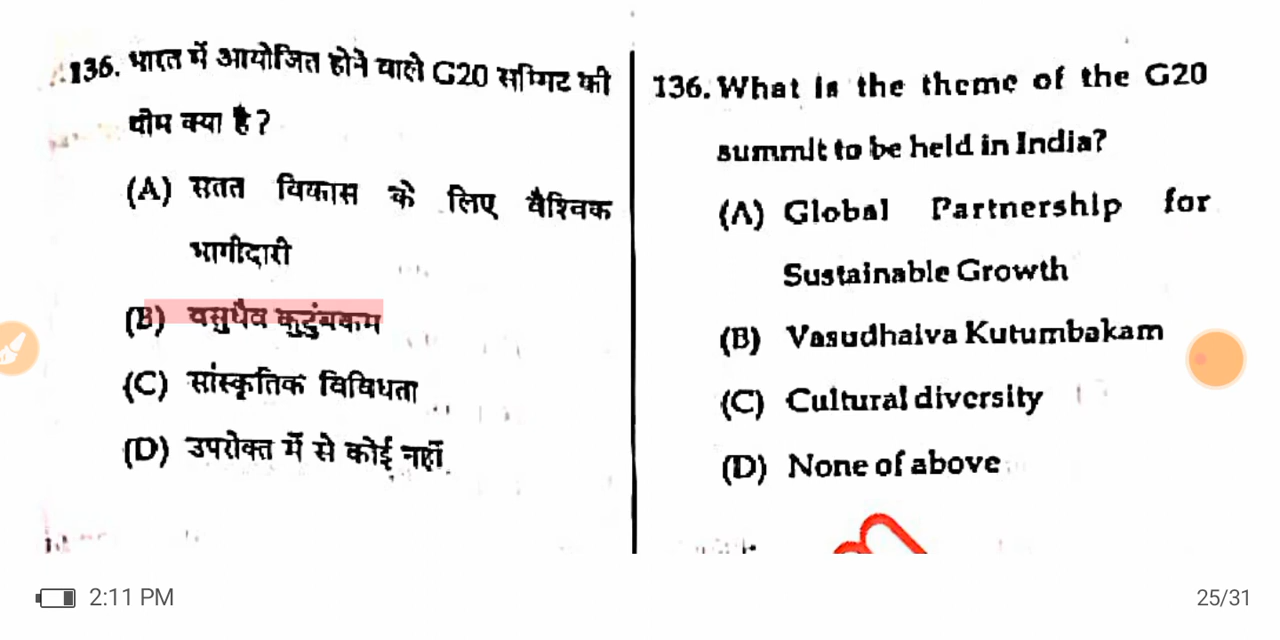 136. भारत में आयोजित होने वाले G20 समिट की
थीम क्या है?
(A) सतत विकास के लिए वैश्विक
भागीदारी
(B) वसुधैव कुटुंबकम
(C) सांस्कृतिक विविधता
(D) उपरोक्त में से कोई नहीं
136. What is the theme of the G20
summit to be held in India?
(A) Global Partnership for
Sustainable Growth
(B) Vasudhaiva Kutumbakam
(C) Cultural diversity
(D) None of above
2:11 PM
25/31